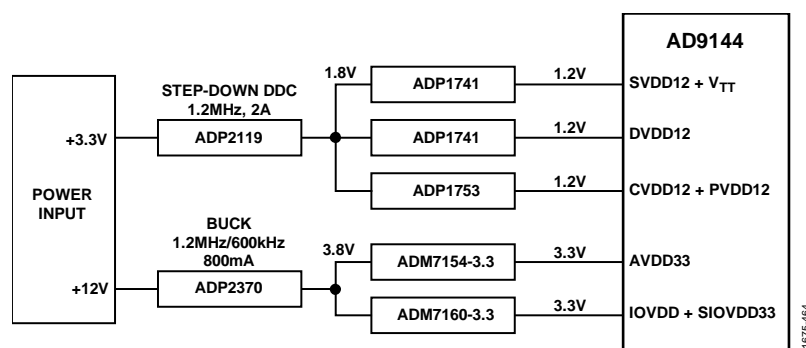 AD9144
POWER
INPUT
+3.3V
STEP-DOWN DDC
1.2MHz, 2A
ADP2119
1.8V
ADP1741
1.2V
SVDD12 + VTT
ADP1741
1.2V
DVDD12
ADP1753
1.2V
CVDD12 + PVDD12
+12V
BUCK
1.2MHz/600kHz
800mA
ADP2370
3.8V
ADM7154-3.3
3.3V
AVDD33
ADM7160-3.3
3.3V
IOVDD + SIOVDD33